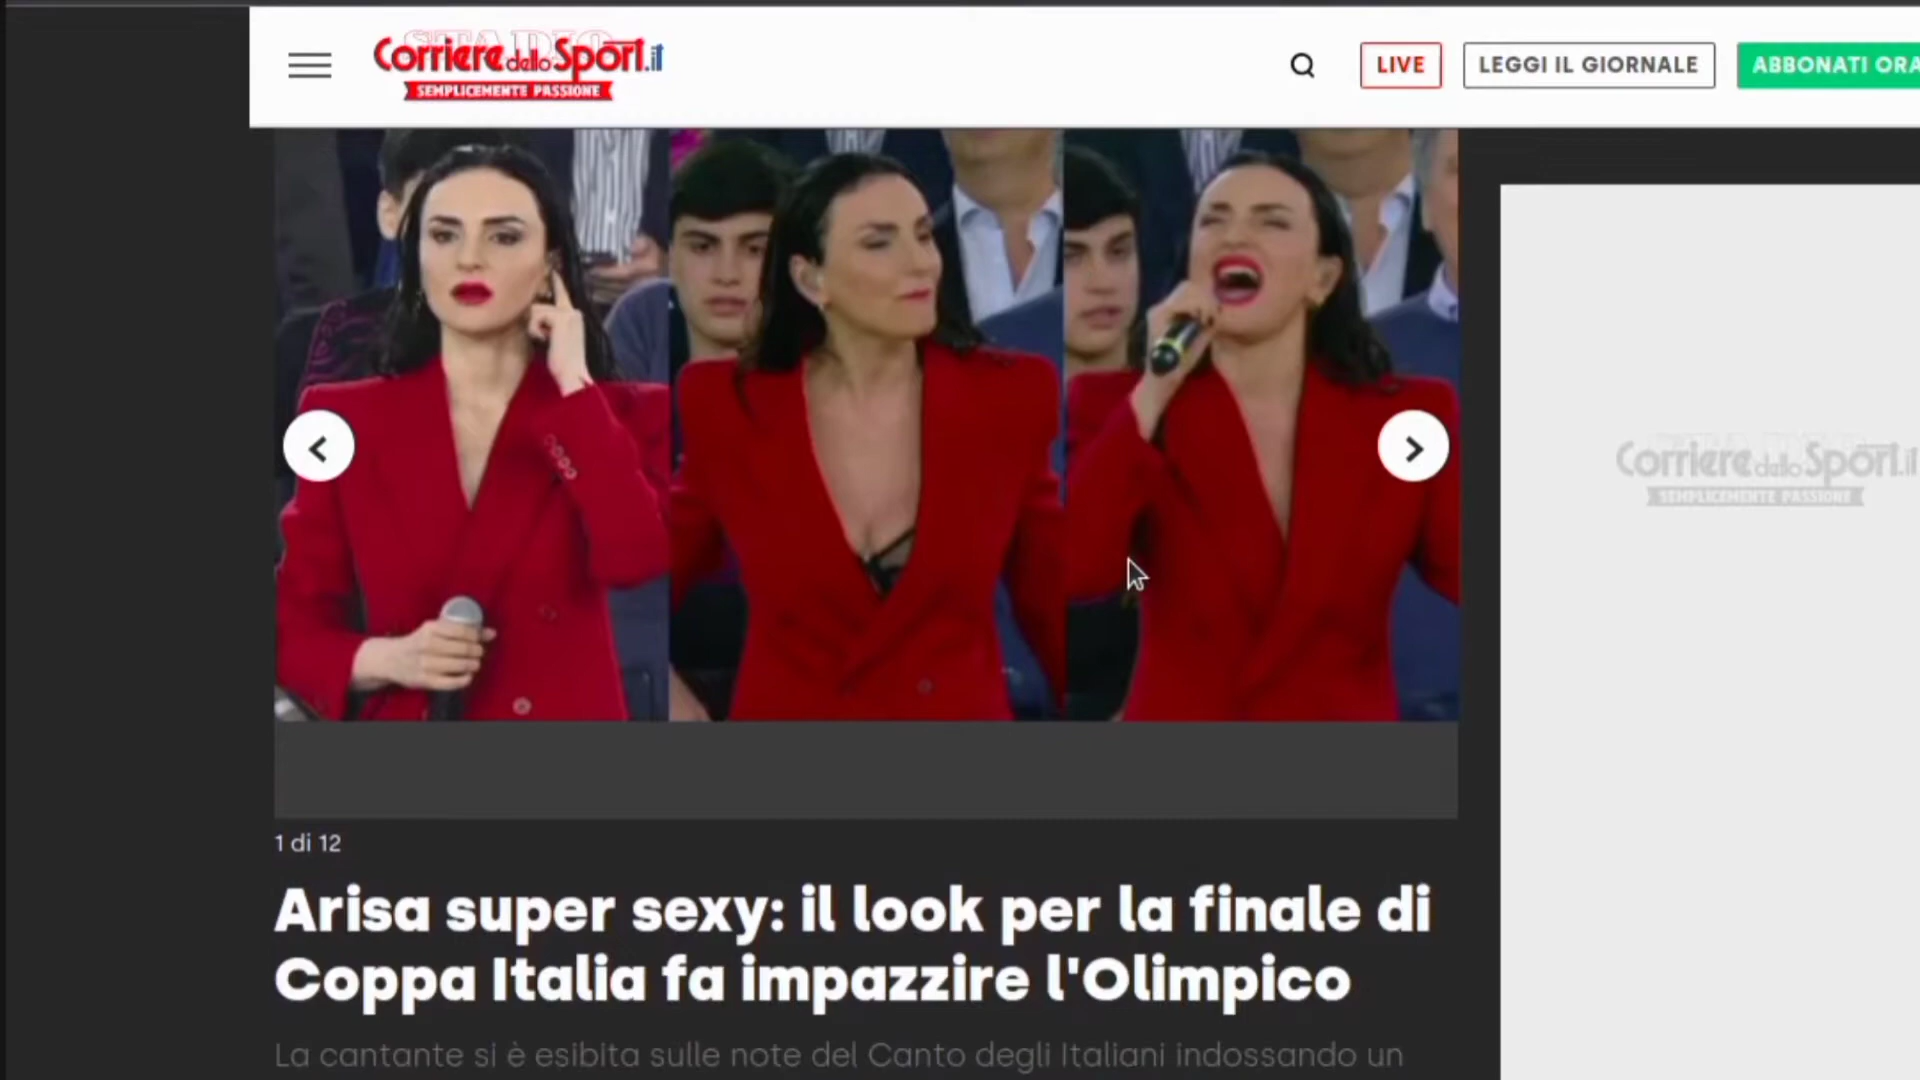 STADIO
Corriere dello Sport.it
SEMPLICEMENTE PASSIONE
LIVE
LEGGI IL GIORNALE
ABBONATI ORA
Corriere dello Sport.it
SEMPLICEMENTE PASSIONE
1 di 12
Arisa super sexy: il look per la finale di
Coppa Italia fa impazzire l'Olimpico
La cantante si è esibita sulle note del Canto degli Italiani indossando un